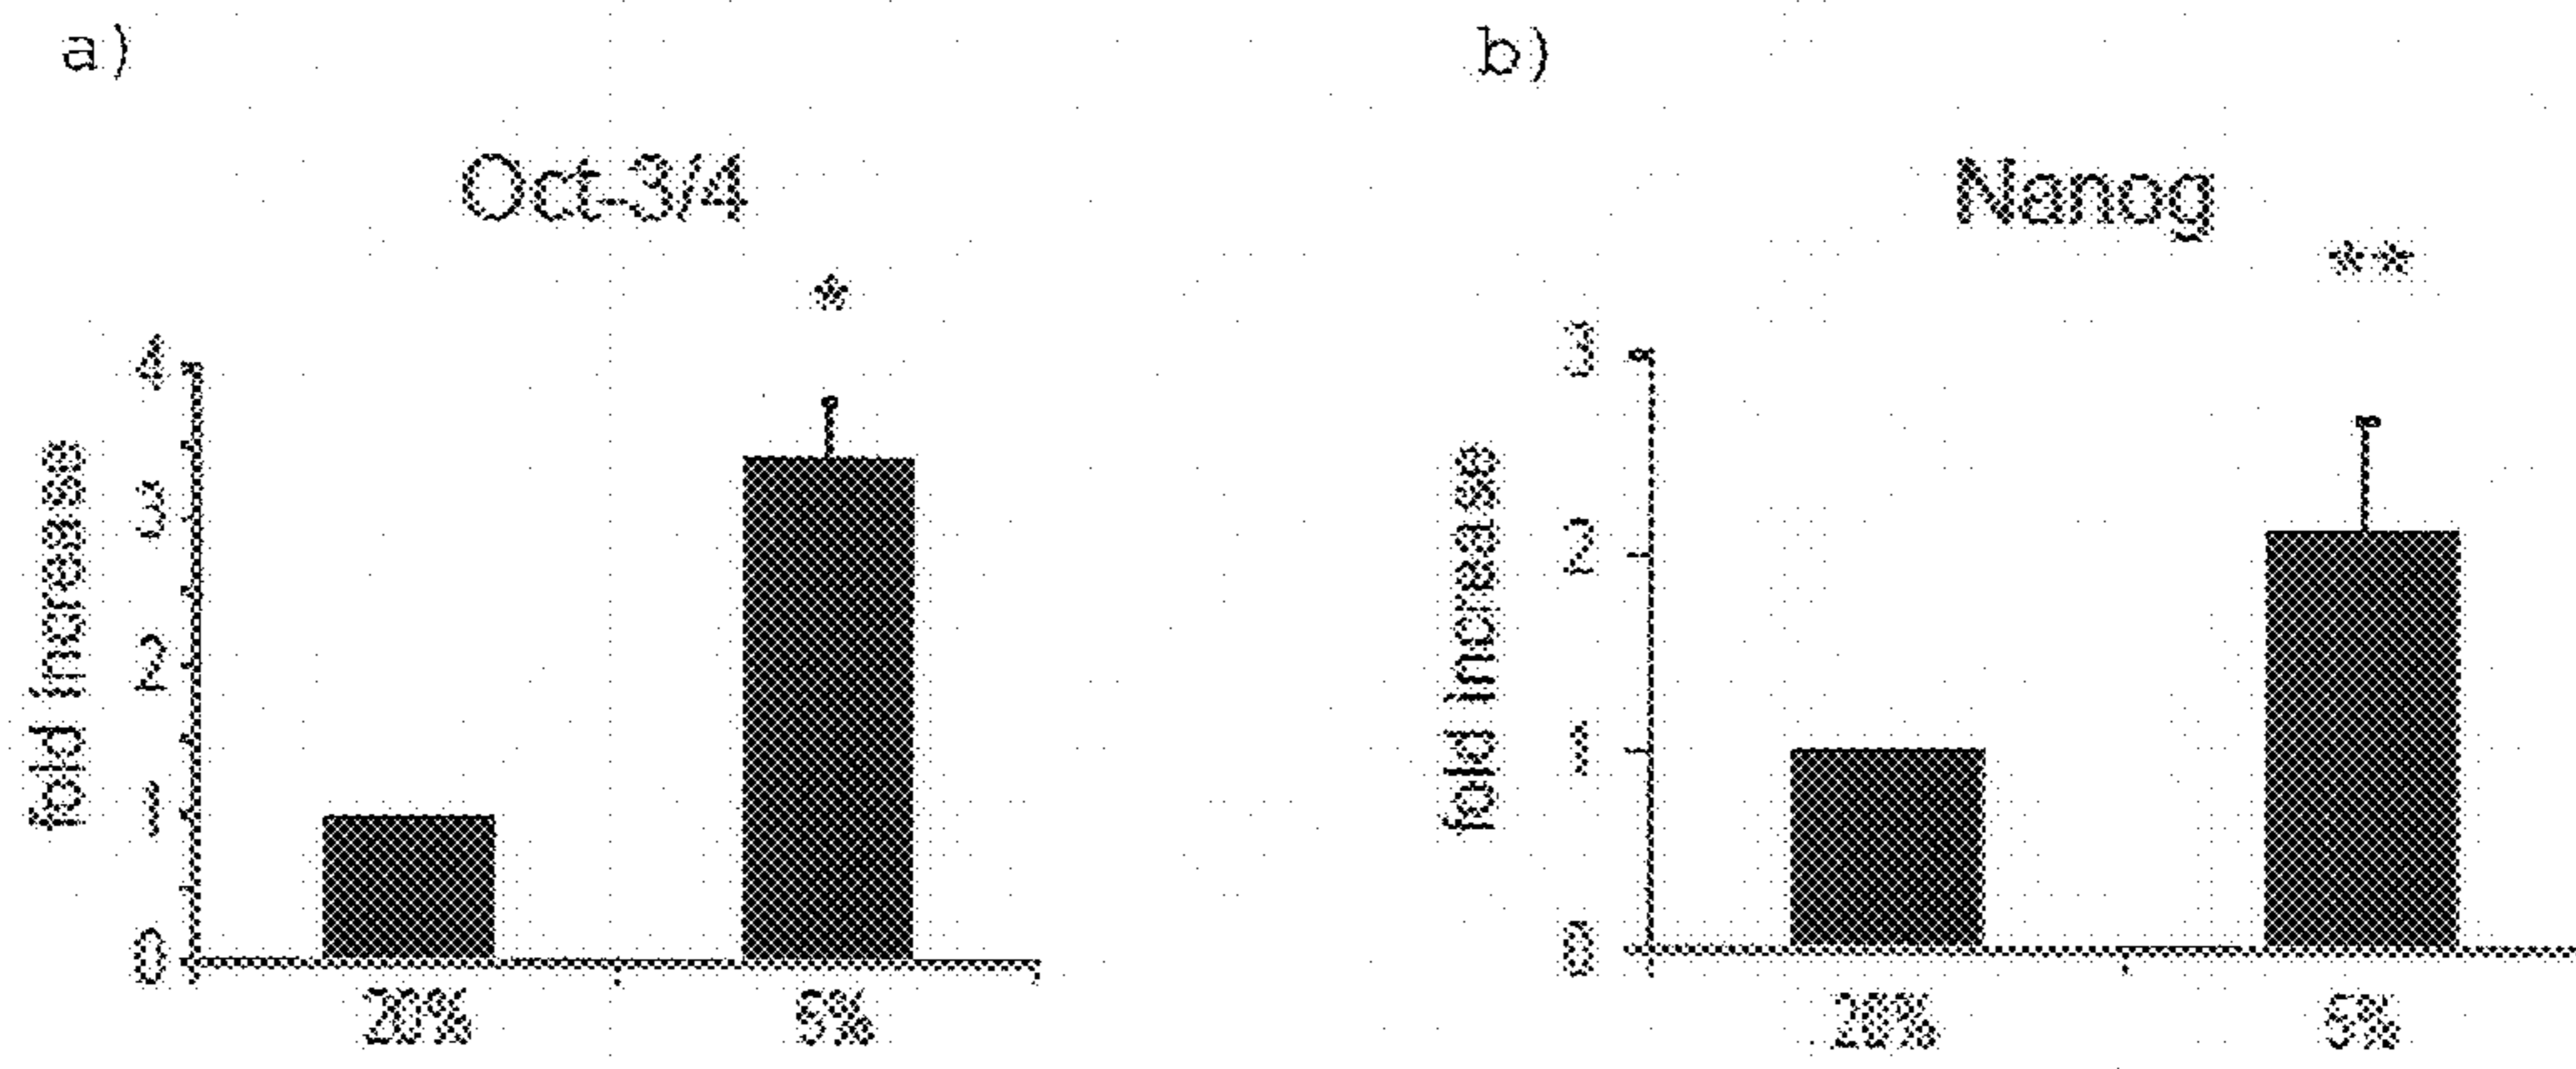 a)
Oct-3/4
*
fold increase
4
3
2
1
0
20%
5%
b)
Nanog
**
fold increase
3
2
1
0
20%
5%